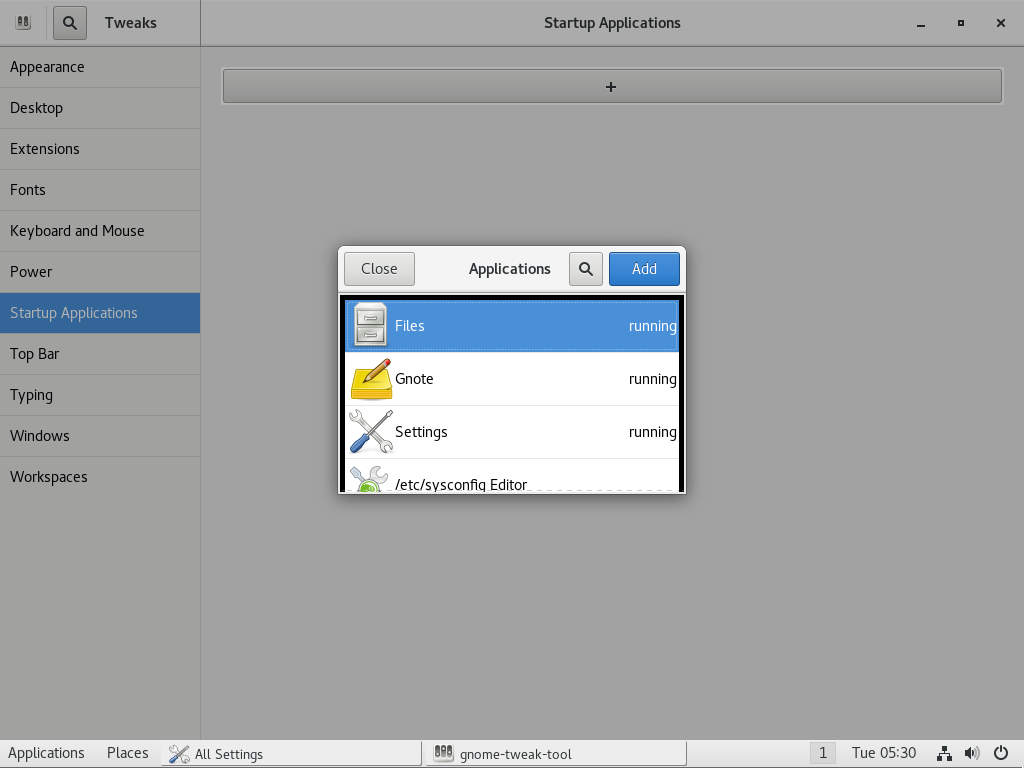 Tweaks
Startup Applications
Appearance
Desktop
Extensions
Fonts
Keyboard and Mouse
Power
Startup Applications
Top Bar
Typing
Windows
Workspaces
+
Close
Applications
Add
Files running
Gnote running
Settings running
/etc/sysconfig Editor
Applications Places All Settings gnome-tweak-tool 1 Tue 05:30